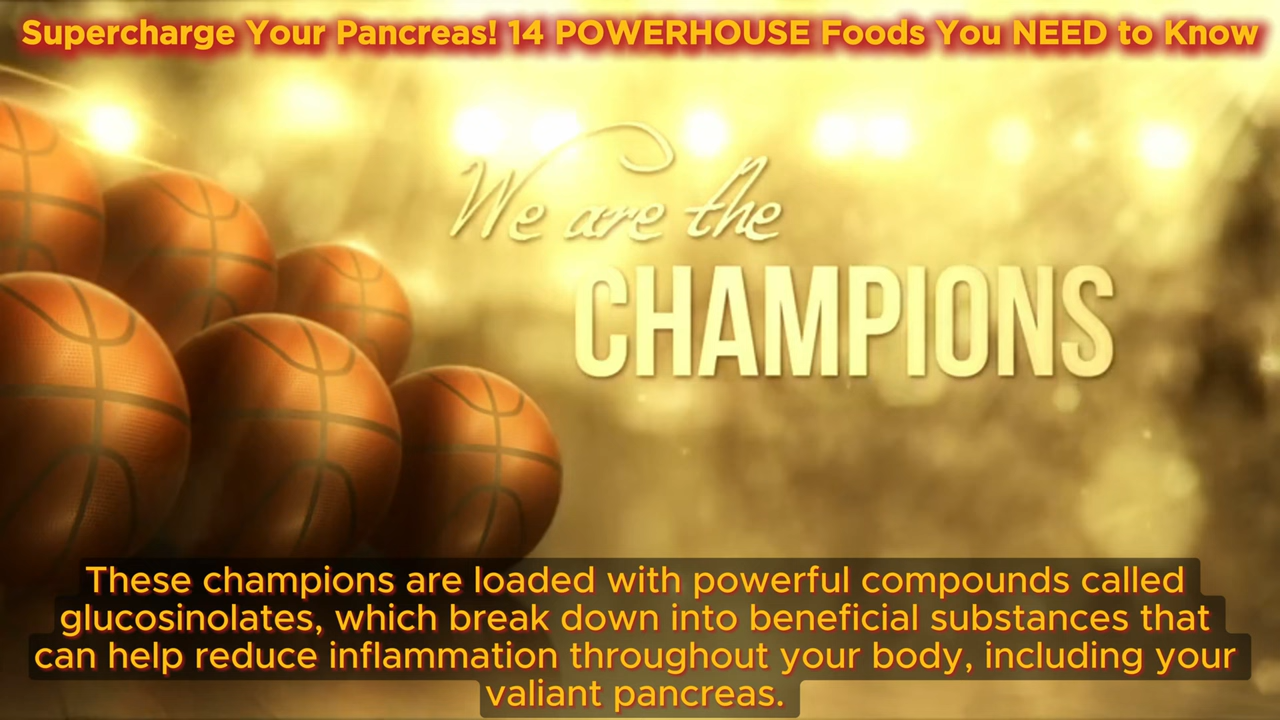 Supercharge Your Pancreas! 14 POWERHOUSE Foods You NEED to Know
We are the
CHAMPIONS
These champions are loaded with powerful compounds called
glucosinolates, which break down into beneficial substances that
can help reduce inflammation throughout your body, including your
valiant pancreas.